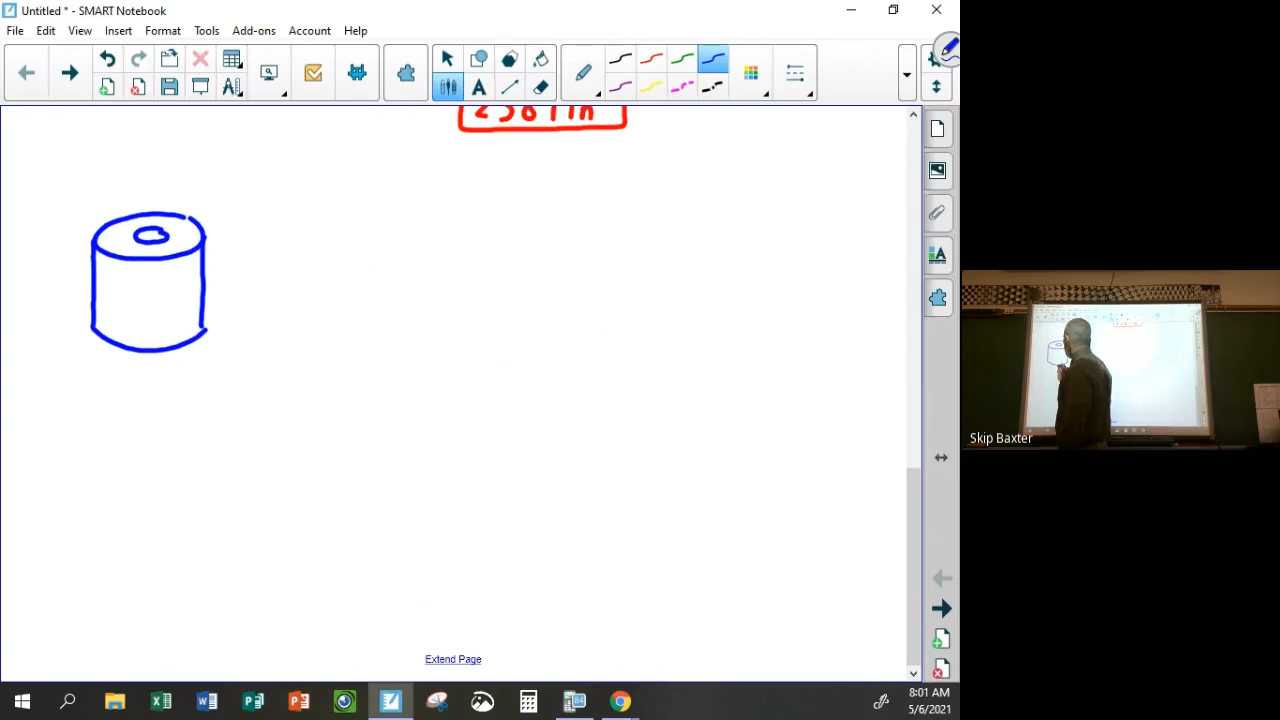 Untitled * - SMART Notebook
File Edit View Insert Format Tools Add-ons Account Help
Extend Page
Skip Baxter
8:01 AM
5/6/2021